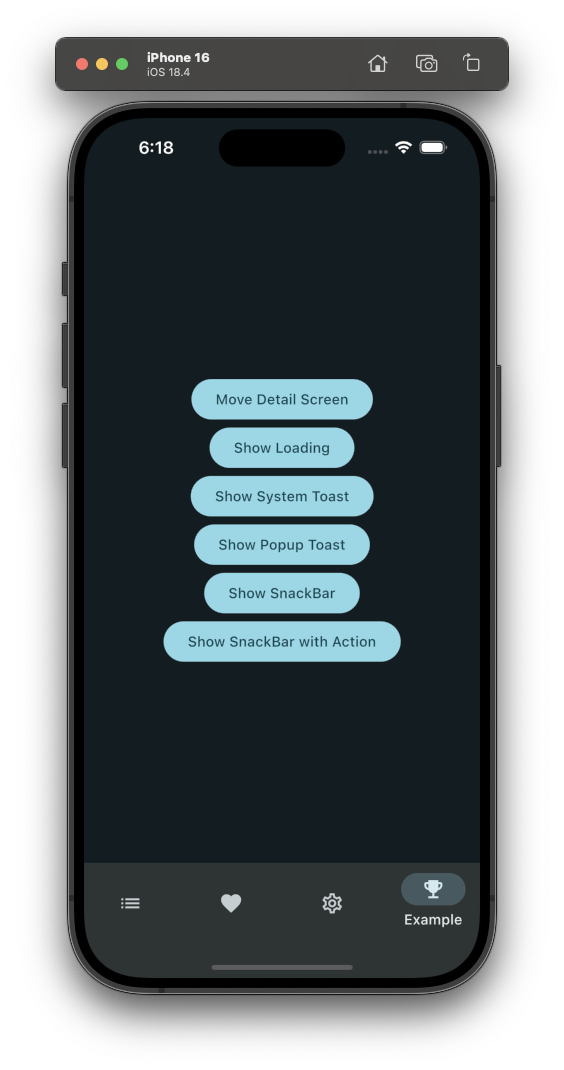 iPhone 16
iOS 18.4
6:18
Move Detail Screen
Show Loading
Show System Toast
Show Popup Toast
Show SnackBar
Show SnackBar with Action
Example